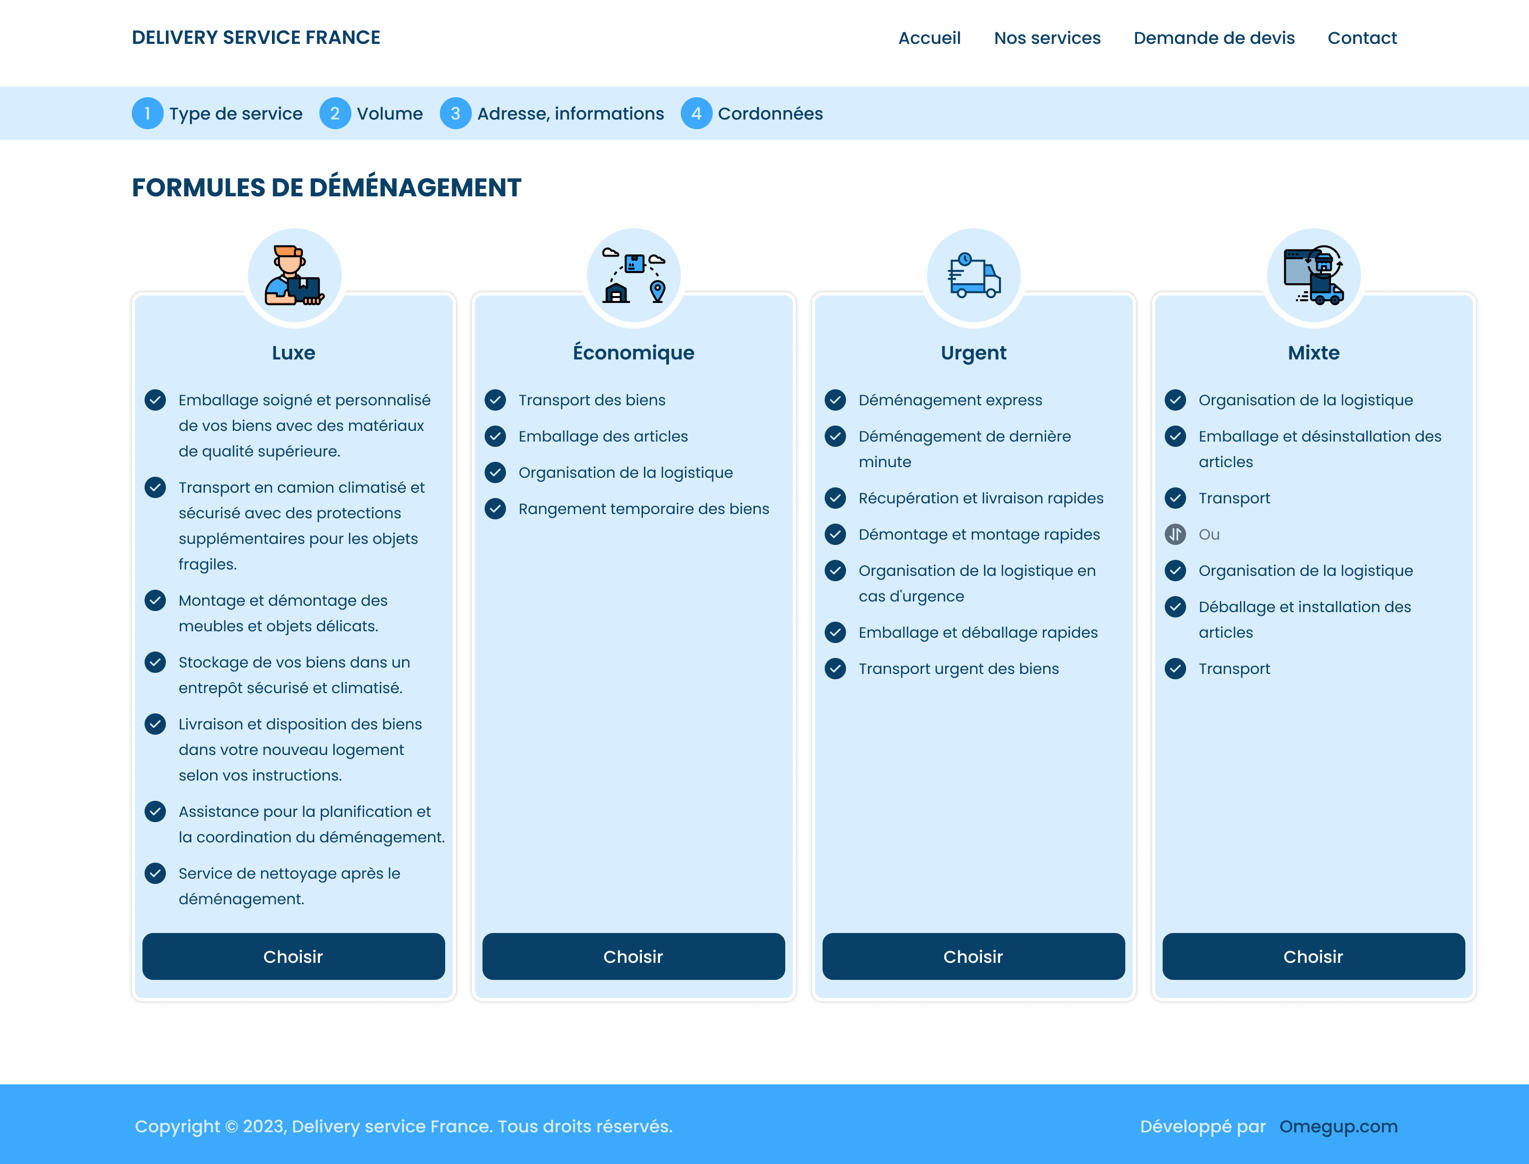 DELIVERY SERVICE FRANCE
Accueil Nos services Demande de devis Contact
1 Type de service 2 Volume 3 Adresse, informations 4 Cordonnées
FORMULES DE DÉMÉNAGEMENT
Luxe
Emballage soigné et personnalisé
de vos biens avec des matériaux
de qualité supérieure.
Transport en camion climatisé et
sécurisé avec des protections
supplémentaires pour les objets
fragiles.
Montage et démontage des
meubles et objets délicats.
Stockage de vos biens dans un
entrepôt sécurisé et climatisé.
Livraison et disposition des biens
dans votre nouveau logement
selon vos instructions.
Assistance pour la planification et
la coordination du déménagement.
Service de nettoyage après le
déménagement.
Choisir
Économique
Transport des biens
Emballage des articles
Organisation de la logistique
Rangement temporaire des biens
Choisir
Urgent
Déménagement express
Déménagement de dernière
minute
Récupération et livraison rapides
Démontage et montage rapides
Organisation de la logistique en
cas d'urgence
Emballage et déballage rapides
Transport urgent des biens
Choisir
Mixte
Organisation de la logistique
Emballage et désinstallation des
articles
Transport
Ou
Organisation de la logistique
Déballage et installation des
articles
Transport
Choisir
Copyright © 2023, Delivery service France. Tous droits réservés.
Développé par Omegup.com